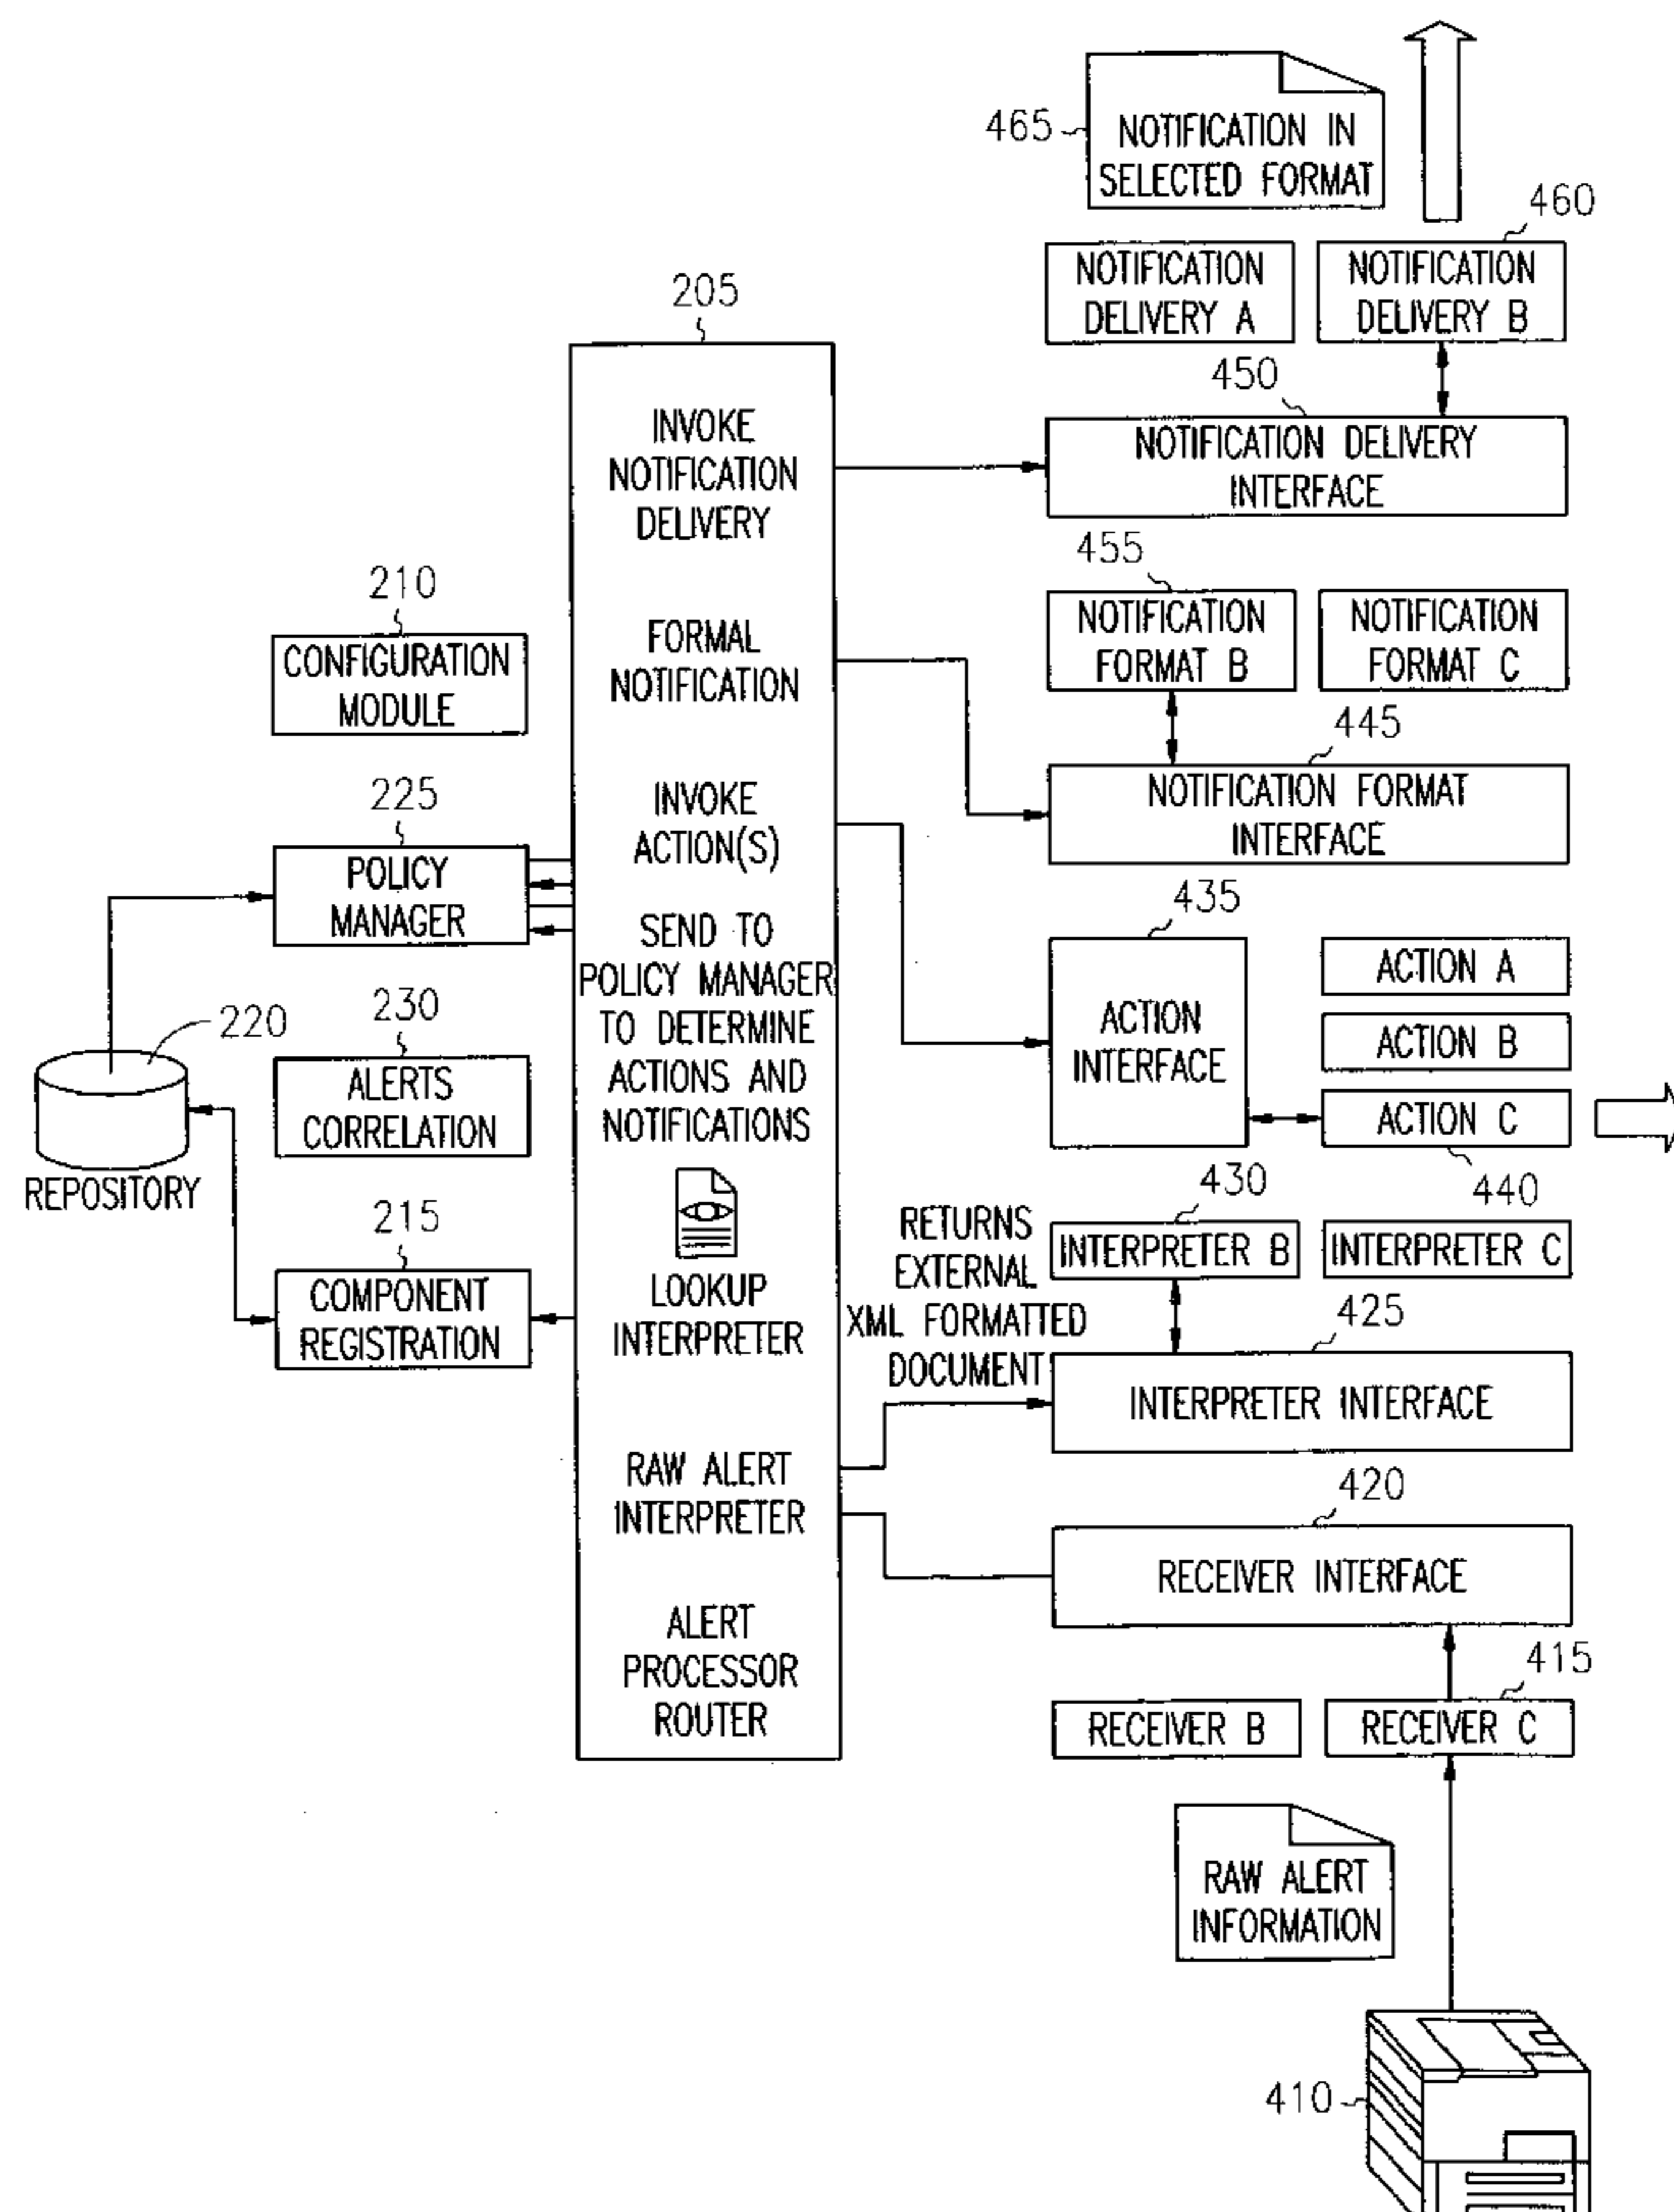 465
NOTIFICATION IN
SELECTED FORMAT
460
NOTIFICATION
DELIVERY A
NOTIFICATION
DELIVERY B
450
NOTIFICATION DELIVERY
INTERFACE
455
NOTIFICATION
FORMAT B
NOTIFICATION
FORMAT C
445
NOTIFICATION FORMAT
INTERFACE
435
ACTION
INTERFACE
ACTION A
ACTION B
ACTION C
440
430
INTERPRETER B
INTERPRETER C
RETURNS
EXTERNAL
XML FORMATTED
DOCUMENT
425
INTERPRETER INTERFACE
420
RECEIVER INTERFACE
415
RECEIVER B
RECEIVER C
RAW ALERT
INFORMATION
410
205
INVOKE
NOTIFICATION
DELIVERY
FORMAL
NOTIFICATION
INVOKE
ACTION(S)
SEND TO
POLICY MANAGER
TO DETERMINE
ACTIONS AND
NOTIFICATIONS
LOOKUP
INTERPRETER
RAW ALERT
INTERPRETER
ALERT
PROCESSOR
ROUTER
210
CONFIGURATION
MODULE
225
POLICY
MANAGER
220
REPOSITORY
230
ALERTS
CORRELATION
215
COMPONENT
REGISTRATION